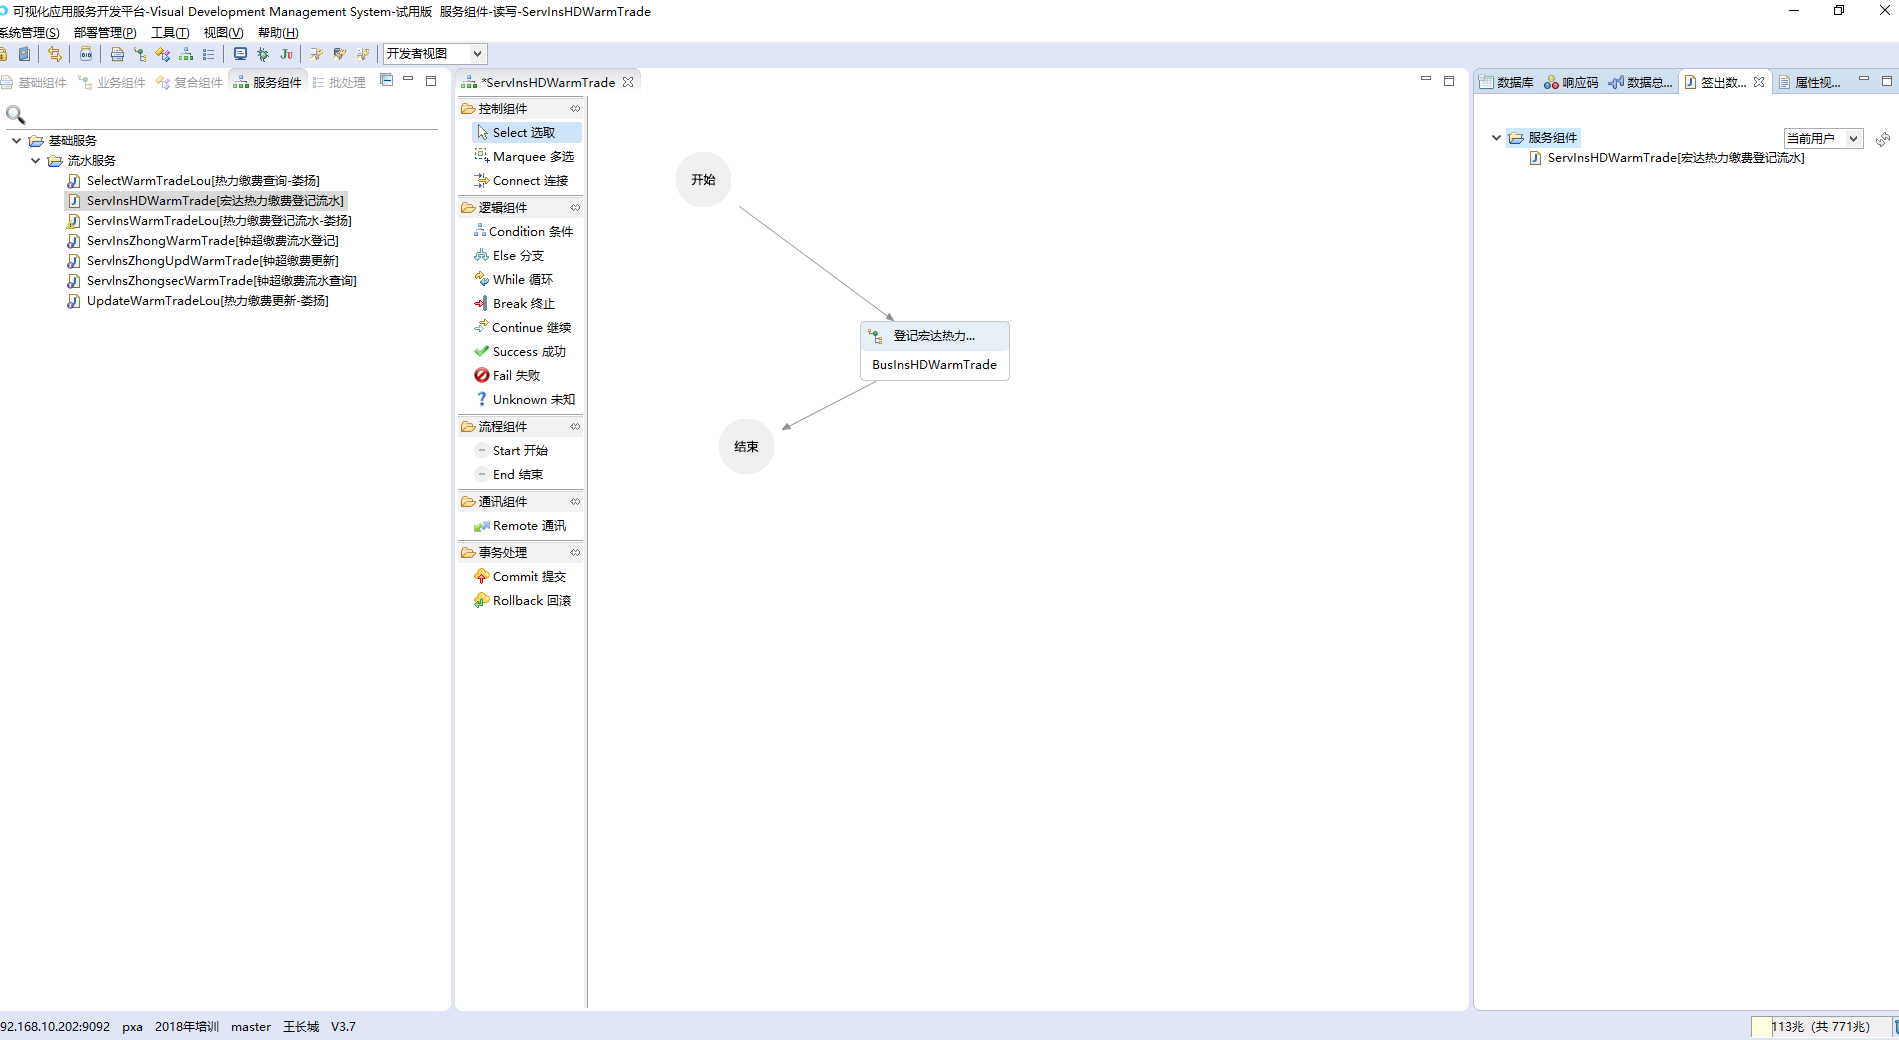 可视化应用服务开发平台-Visual Development Management System-试用版  服务组件-读写-ServInsHDWarmTrade
系统管理(S) 部署管理(P) 工具(T) 视图(V) 帮助(H)
开发者视图
基础组件 业务组件 复合组件 服务组件 批处理
基础服务
流水服务
SelectWarmTradeLou[热力缴费查询-娄扬]
ServInsHDWarmTrade[宏达热力缴费登记流水]
ServInsWarmTradeLou[热力缴费登记流水-娄扬]
ServInsZhongWarmTrade[钟超缴费流水登记]
ServInsZhongUpdWarmTrade[钟超缴费更新]
ServInsZhongsecWarmTrade[钟超缴费流水查询]
UpdateWarmTradeLou[热力缴费更新-娄扬]
*ServInsHDWarmTrade
控制组件
Select 选取
Marquee 多选
Connect 连接
逻辑组件
Condition 条件
Else 分支
While 循环
Break 终止
Continue 继续
Success 成功
Fail 失败
Unknown 未知
流程组件
Start 开始
End 结束
通讯组件
Remote 通讯
事务处理
Commit 提交
Rollback 回滚
开始
登记宏达热力...
BusInsHDWarmTrade
结束
数据库 响应码 数据总... 签出数... 属性视...
服务组件 当前用户
ServInsHDWarmTrade[宏达热力缴费登记流水]
92.168.10.202:9092 pxa 2018年培训 master 王长城 V3.7
113兆（共 771兆）